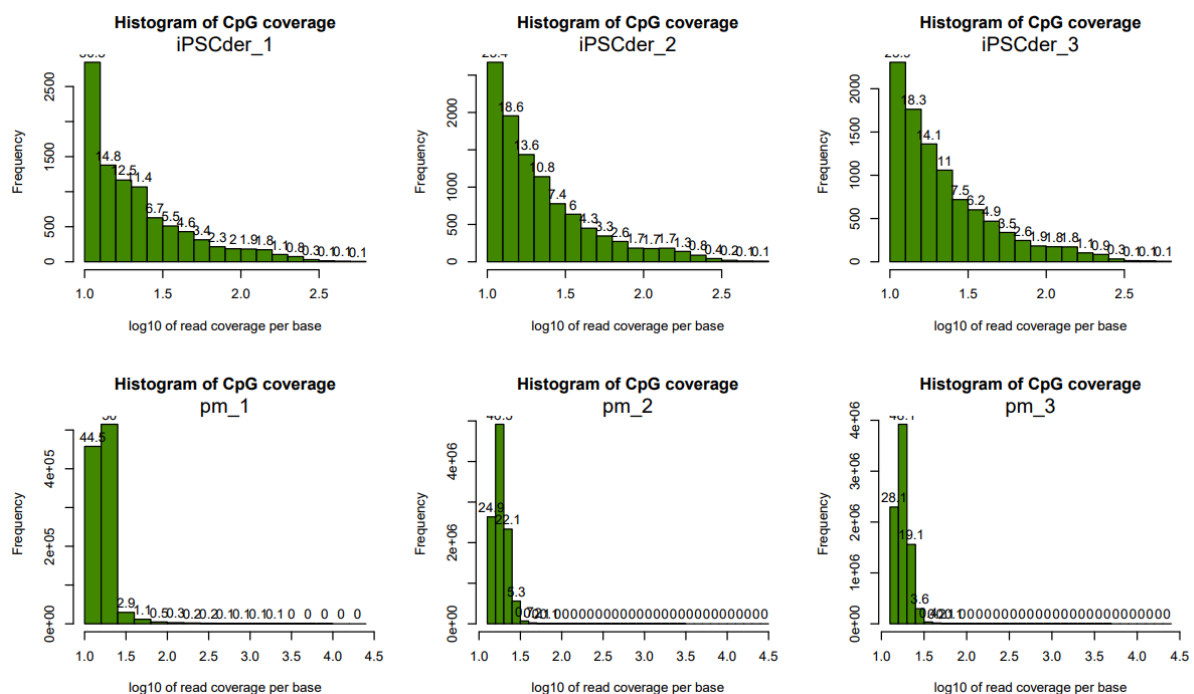 Histogram of CpG coverage
iPSCder_1
Frequency
0 500 1500 2500
14.8 12.5 11.4 6.7 5.5 4.6 3.4 2.3 2 1.9 1.8 1.1 0.8 0.3 0.1 0.1 0.1
1.0 1.5 2.0 2.5
log10 of read coverage per base
Histogram of CpG coverage
iPSCder_2
Frequency
0 500 1000 2000
18.6 13.6 10.8 7.4 6 4.3 3.3 2.6 1.7 1.7 1.7 1.3 0.8 0.4 0.2 0.1 0.1
1.0 1.5 2.0 2.5
log10 of read coverage per base
Histogram of CpG coverage
iPSCder_3
Frequency
0 500 1000 1500 2000
18.3 14.1 11 7.5 6.2 4.9 3.5 2.6 1.9 1.8 1.8 1.1 0.9 0.3 0.1 0.1 0.1
1.0 1.5 2.0 2.5
log10 of read coverage per base
Histogram of CpG coverage
pm_1
Frequency
0e+00 2e+05 4e+05
44.5 2.9 1.1 0.5 0.3 0.2 0.2 0.1 0.1 0.1 0.1 0 0 0 0
1.0 1.5 2.0 2.5 3.0 3.5 4.0 4.5
log10 of read coverage per base
Histogram of CpG coverage
pm_2
Frequency
0e+00 2e+06 4e+06
24.9 22.1 5.3
1.0 1.5 2.0 2.5 3.0 3.5 4.0 4.5
log10 of read coverage per base
Histogram of CpG coverage
pm_3
Frequency
0e+00 1e+06 2e+06 3e+06 4e+06
28.1 19.1 3.6
1.0 1.5 2.0 2.5 3.0 3.5 4.0 4.5
log10 of read coverage per base